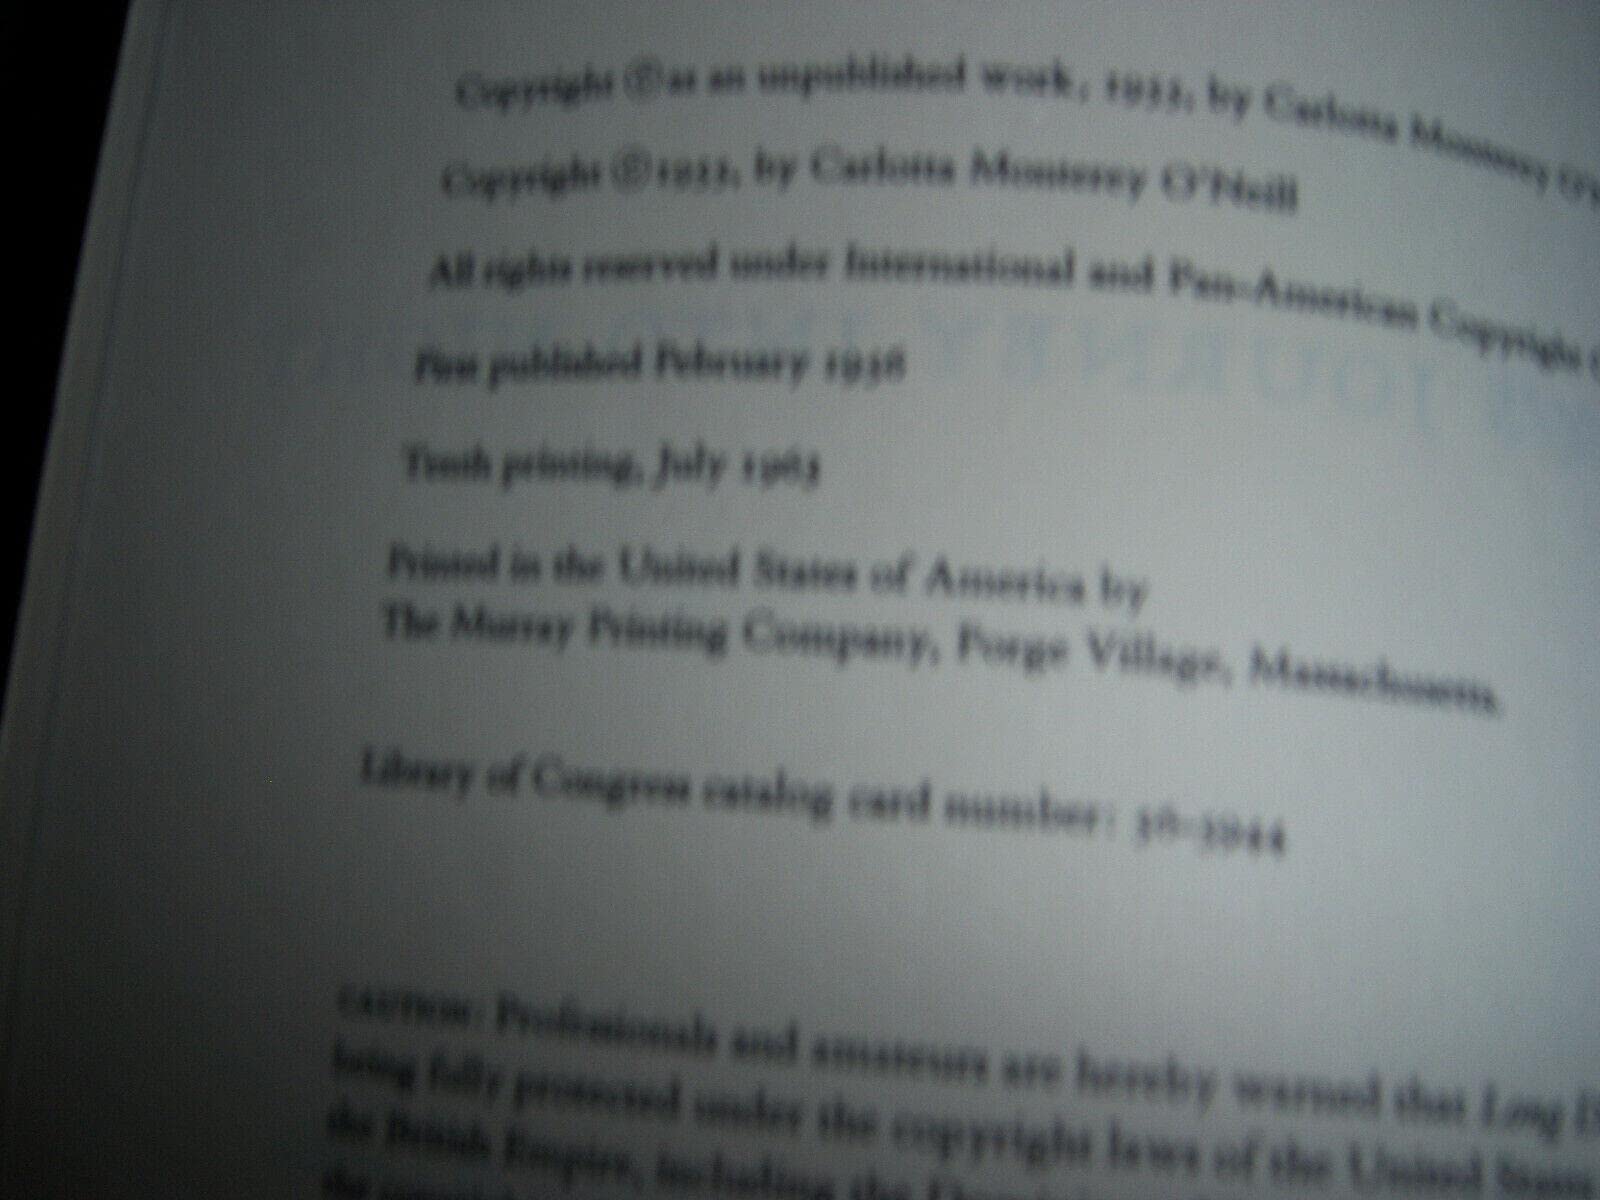 Copyright © as an unpublished work, 1955, by Carlotta Monterey
Copyright © 1955, by Carlotta Monterey O'Neill
All rights reserved under International and Pan-American Copyright
First published February 1956
Tenth printing, July 1963
Printed in the United States of America by
The Murray Printing Company, Forge Village, Massachusetts.
Library of Congress catalog card number: 56-5944
CAUTION: Professionals and amateurs are hereby warned that Long
being fully protected under the copyright laws of the United States
the British Empire, including the